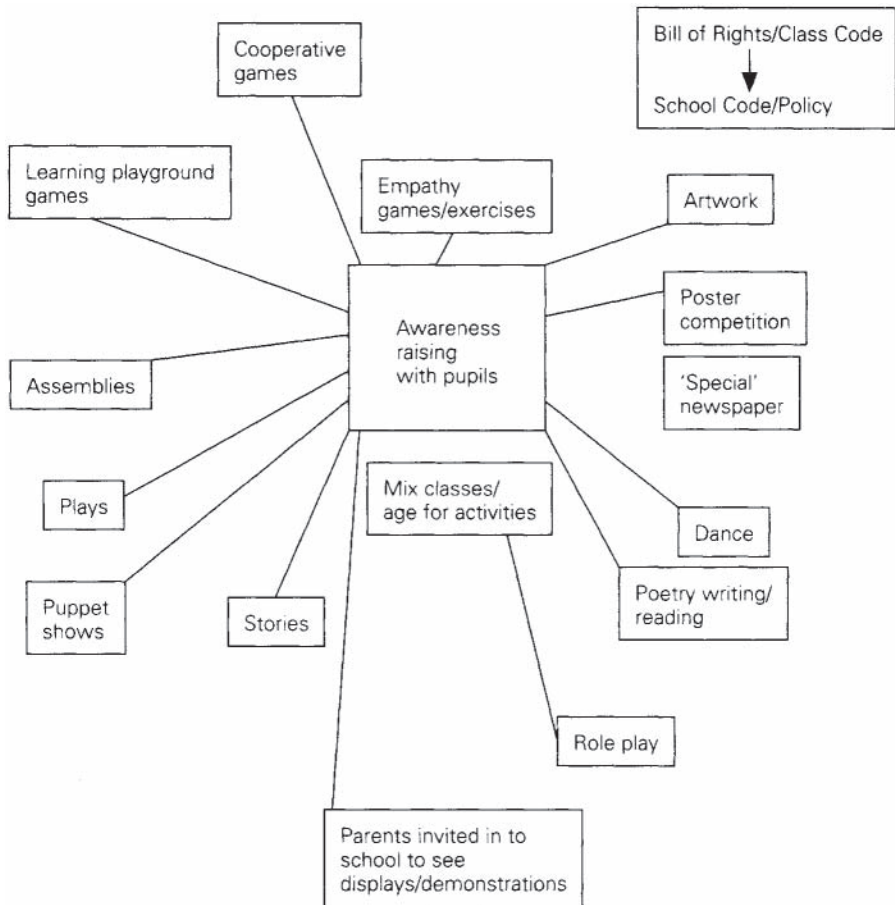 Cooperative
games
Bill of Rights/Class Code
School Code/Policy
Learning playground
games
Empathy
games/exercises
Artwork
Awareness
raising
with pupils
Poster
competition
Assemblies
‘Special’
newspaper
Mix classes/
age for activities
Plays
Dance
Puppet
shows
Stories
Poetry writing/
reading
Role play
Parents invited in to
school to see
displays/demonstrations